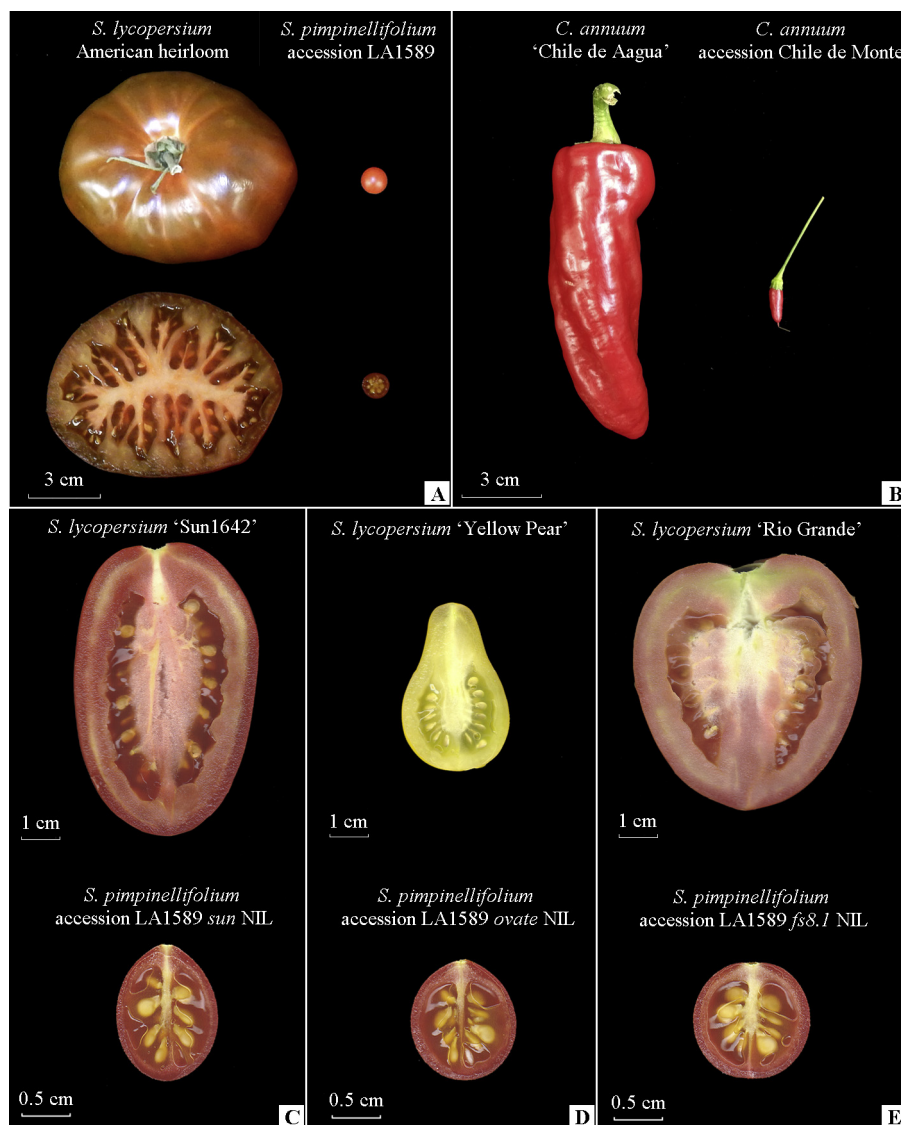 S. lycopersium
American heirloom
S. pimpinellifolium
accession LA1589
3 cm
A
C. annuum
‘Chile de Aagua’
C. annuum
accession Chile de Monte
3 cm
B
S. lycopersium ‘Sun1642’
1 cm
S. pimpinellifolium
accession LA1589 sun NIL
0.5 cm
C
S. lycopersium ‘Yellow Pear’
1 cm
S. pimpinellifolium
accession LA1589 ovate NIL
0.5 cm
D
S. lycopersium ‘Rio Grande’
1 cm
S. pimpinellifolium
accession LA1589 fs8.1 NIL
0.5 cm
E